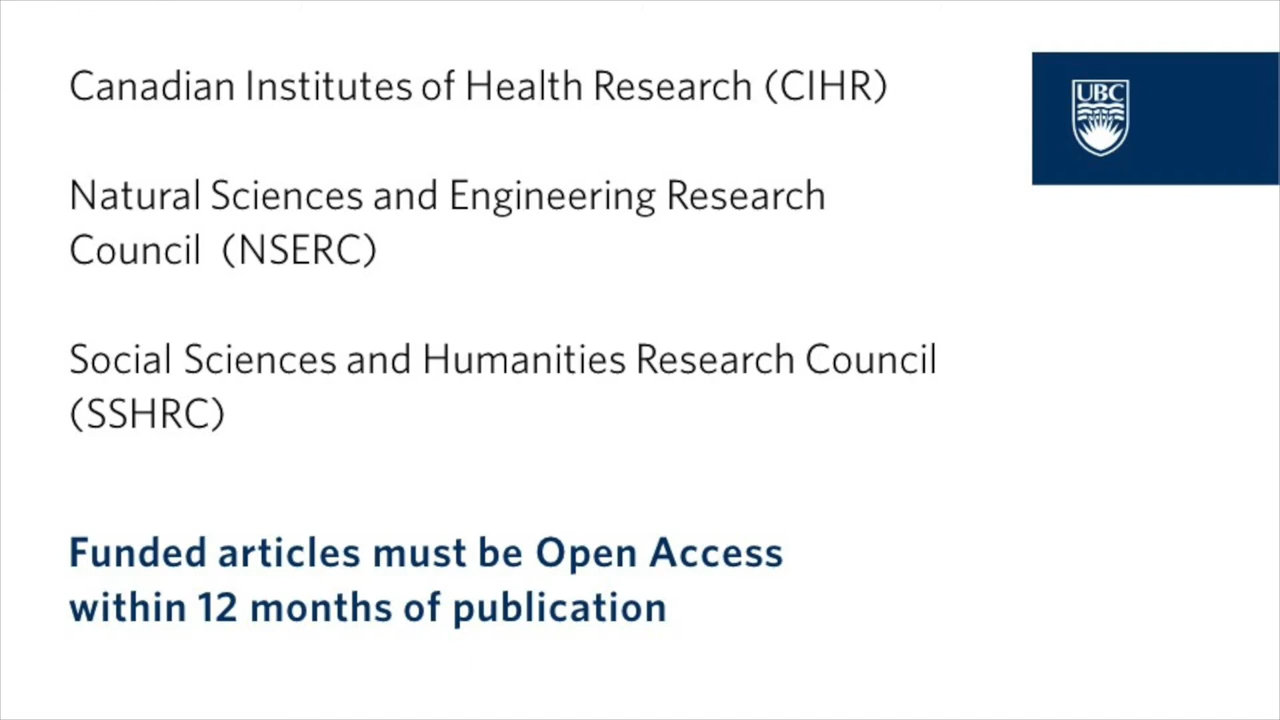 Canadian Institutes of Health Research (CIHR)
UBC
Natural Sciences and Engineering Research
Council (NSERC)
Social Sciences and Humanities Research Council
(SSHRC)
Funded articles must be Open Access
within 12 months of publication